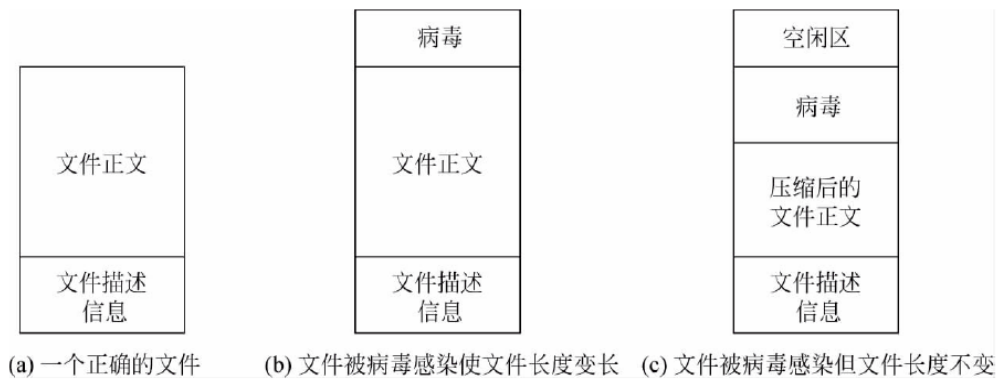 文件正文
文件描述
信息
(a) 一个正确的文件
病毒
文件正文
文件描述
信息
(b) 文件被病毒感染使文件长度变长
空闲区
病毒
压缩后的
文件正文
文件描述
信息
(c) 文件被病毒感染但文件长度不变